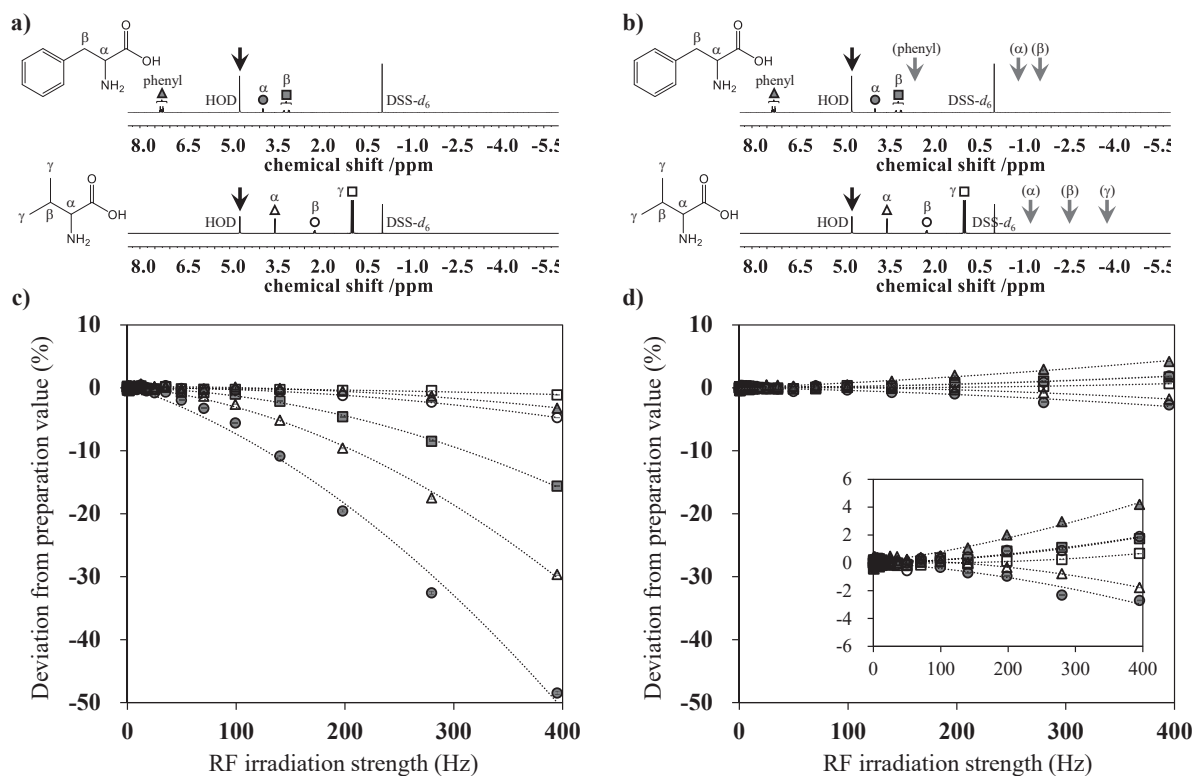 a)
β
O
α
OH
NH₂
phenyl
HOD
α
β
DSS-d₆
8.0 6.5 5.0 3.5 2.0 0.5 -1.0 -2.5 -4.0 -5.5
chemical shift /ppm
γ
O
γ
β
α
OH
NH₂
HOD
α
β
γ
DSS-d₆
8.0 6.5 5.0 3.5 2.0 0.5 -1.0 -2.5 -4.0 -5.5
chemical shift /ppm
b)
β
O
α
OH
NH₂
phenyl
HOD
α
β
(phenyl)
DSS-d₆
(α) (β)
8.0 6.5 5.0 3.5 2.0 0.5 -1.0 -2.5 -4.0 -5.5
chemical shift /ppm
γ
O
γ
β
α
OH
NH₂
HOD
α
β
γ
DSS-d₆
(α) (β) (γ)
8.0 6.5 5.0 3.5 2.0 0.5 -1.0 -2.5 -4.0 -5.5
chemical shift /ppm
c)
Deviation from preparation value (%)
10
0
-10
-20
-30
-40
-50
0 100 200 300 400
RF irradiation strength (Hz)
d)
Deviation from preparation value (%)
10
0
-10
-20
-30
-40
-50
6
4
2
0
-2
-4
-6
0 100 200 300 400
0 100 200 300 400
RF irradiation strength (Hz)